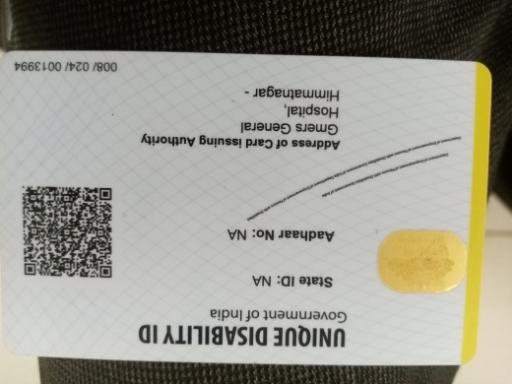 UNIQUE DISABILITY ID
Government of India
State ID: NA
Aadhaar No: NA
Address of Card issuing Authority
Gmers General
Hospital,
Himmatnagar -
008/ 024/ 0013994